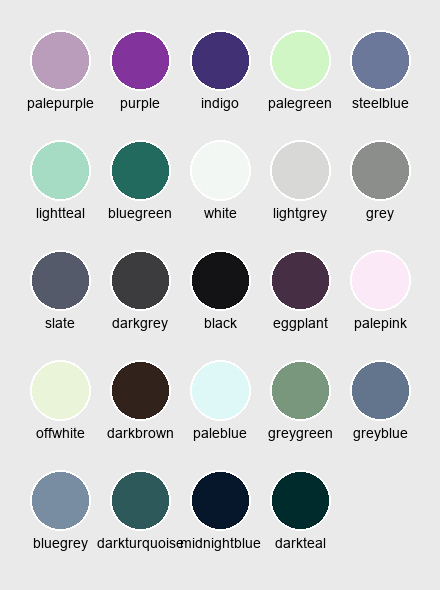 palepurple purple indigo palegreen steelblue
lightteal bluegreen white lightgrey grey
slate darkgrey black eggplant palepink
offwhite darkbrown paleblue greygreen greyblue
bluegrey darkturquoise midnightblue darkteal